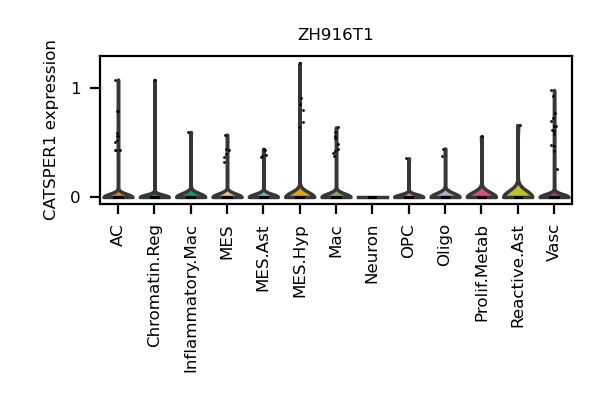 ZH916T1
CATSPER1 expression
1
0
AC
Chromatin.Reg
Inflammatory.Mac
MES
MES.Ast
MES.Hyp
Mac
Neuron
OPC
Oligo
Prolif.Metab
Reactive.Ast
Vasc